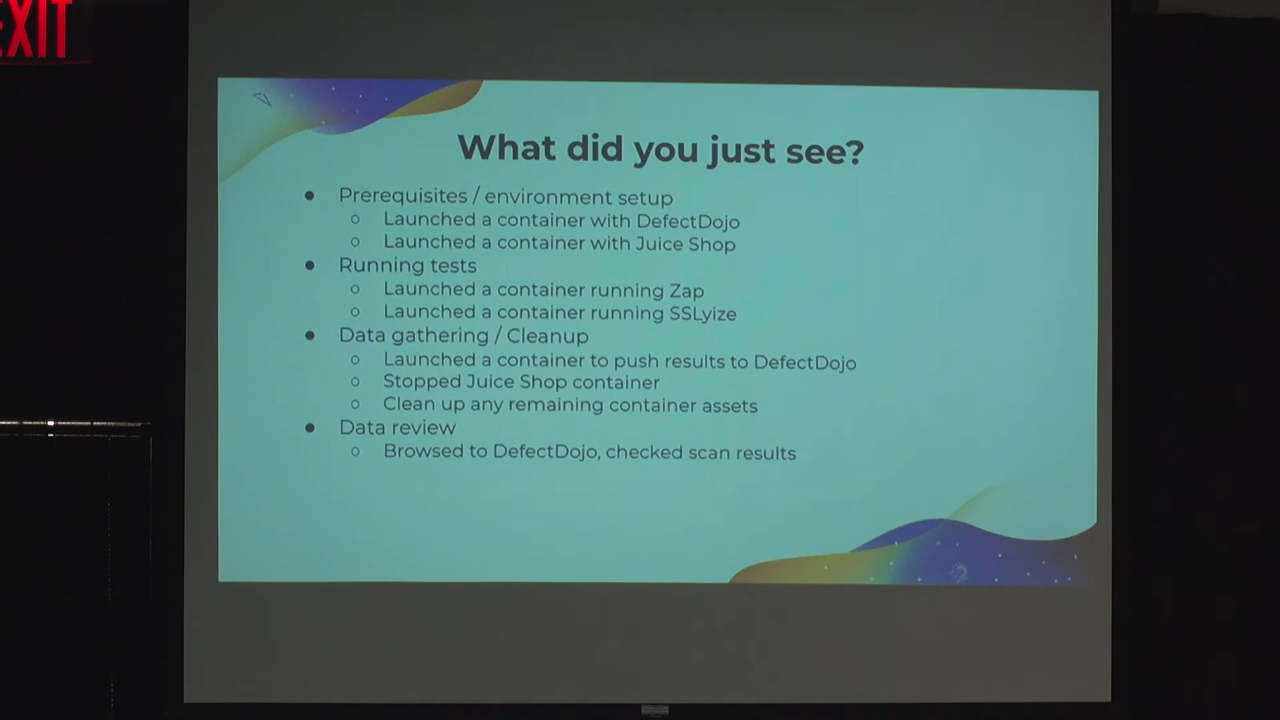 EXIT
What did you just see?
● Prerequisites / environment setup
○ Launched a container with DefectDojo
○ Launched a container with Juice Shop
● Running tests
○ Launched a container running Zap
○ Launched a container running SSLyize
● Data gathering / Cleanup
○ Launched a container to push results to DefectDojo
○ Stopped Juice Shop container
○ Clean up any remaining container assets
● Data review
○ Browsed to DefectDojo, checked scan results